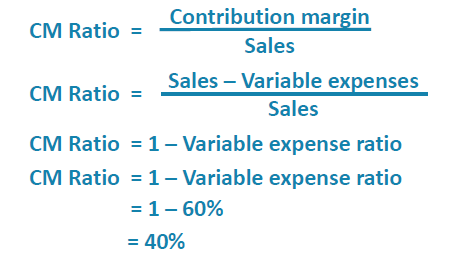 CM Ratio = Contribution margin
Sales
CM Ratio = Sales – Variable expenses
Sales
CM Ratio = 1 – Variable expense ratio
CM Ratio = 1 – Variable expense ratio
= 1 – 60%
= 40%